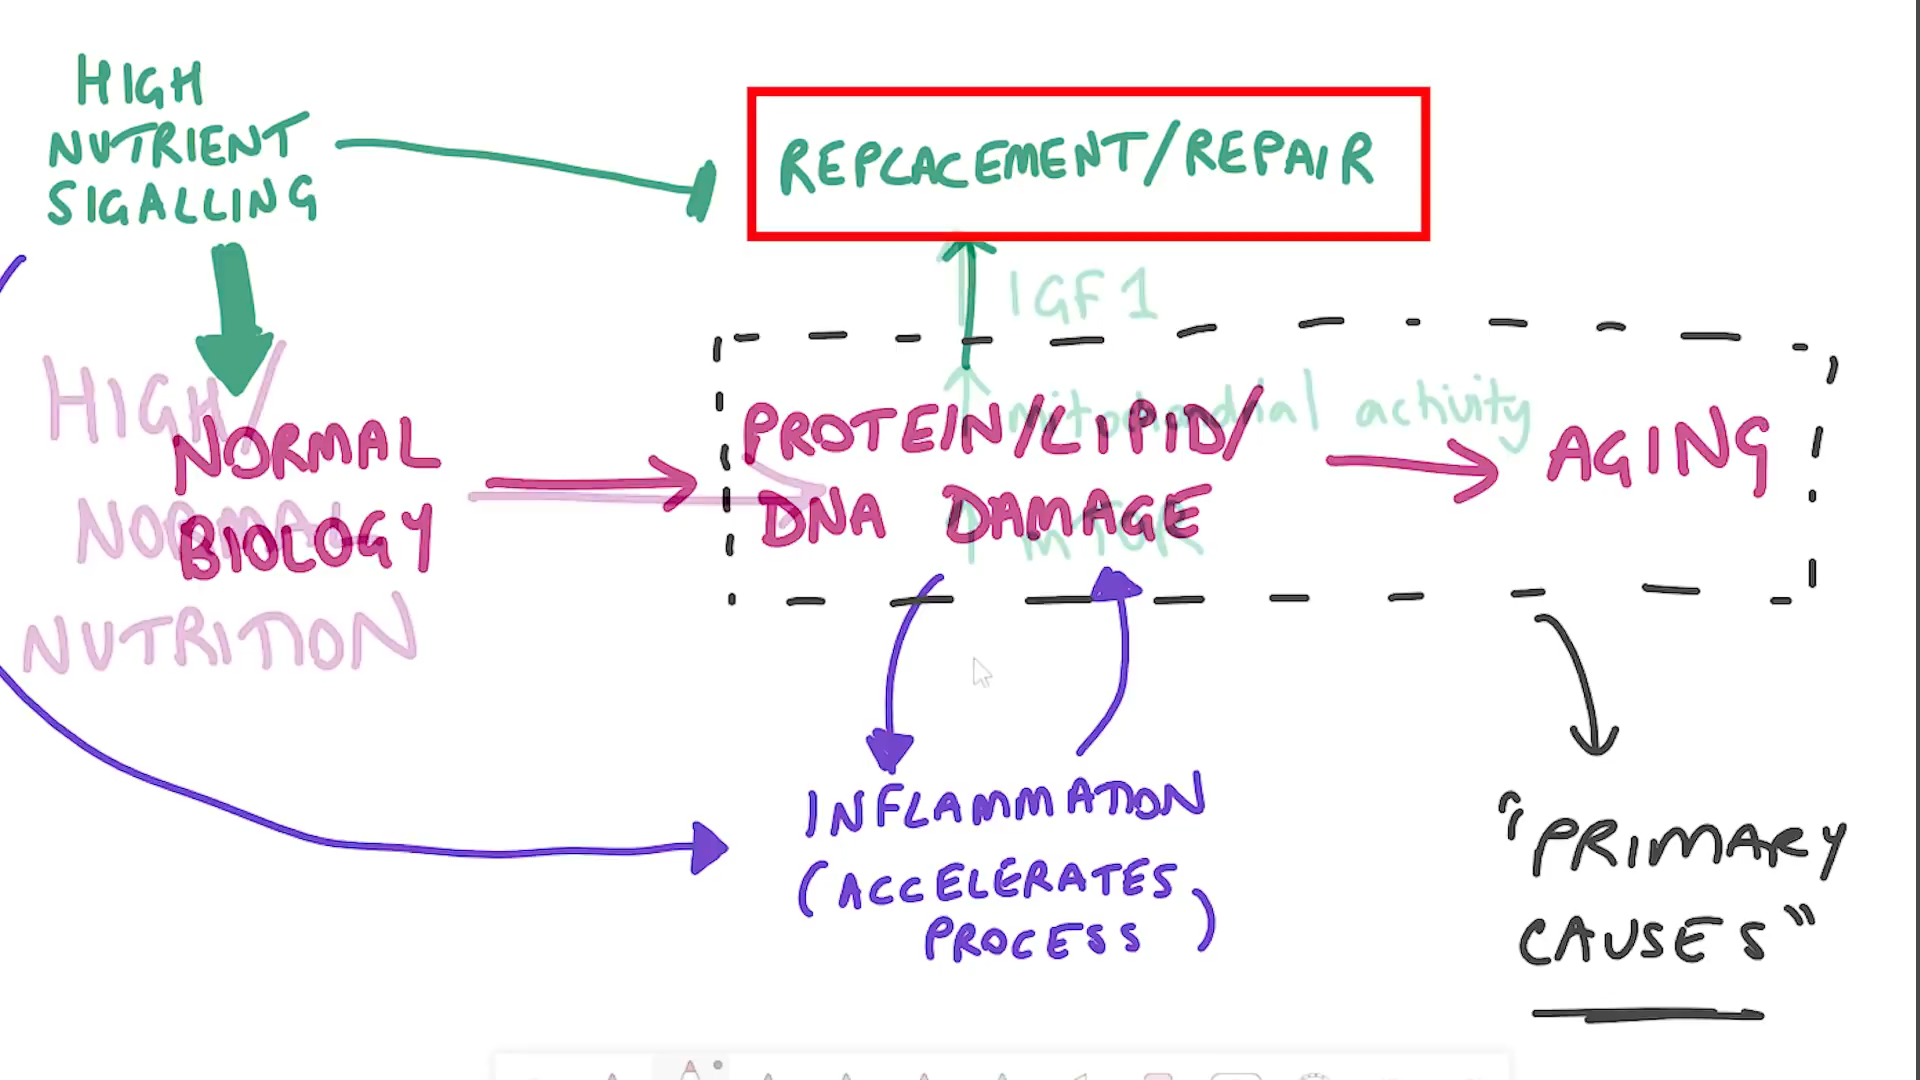 HIGH
NUTRIENT
SIGALLING
REPLACEMENT/REPAIR
IGF1
HIGH/
NORMAL
NUTRITION
mitochondrial activity
mTOR
NORMAL
BIOLOGY
PROTEIN/LIPID/
DNA DAMAGE
AGING
INFLAMMATION
(ACCELERATES
PROCESS)
"PRIMARY
CAUSES"